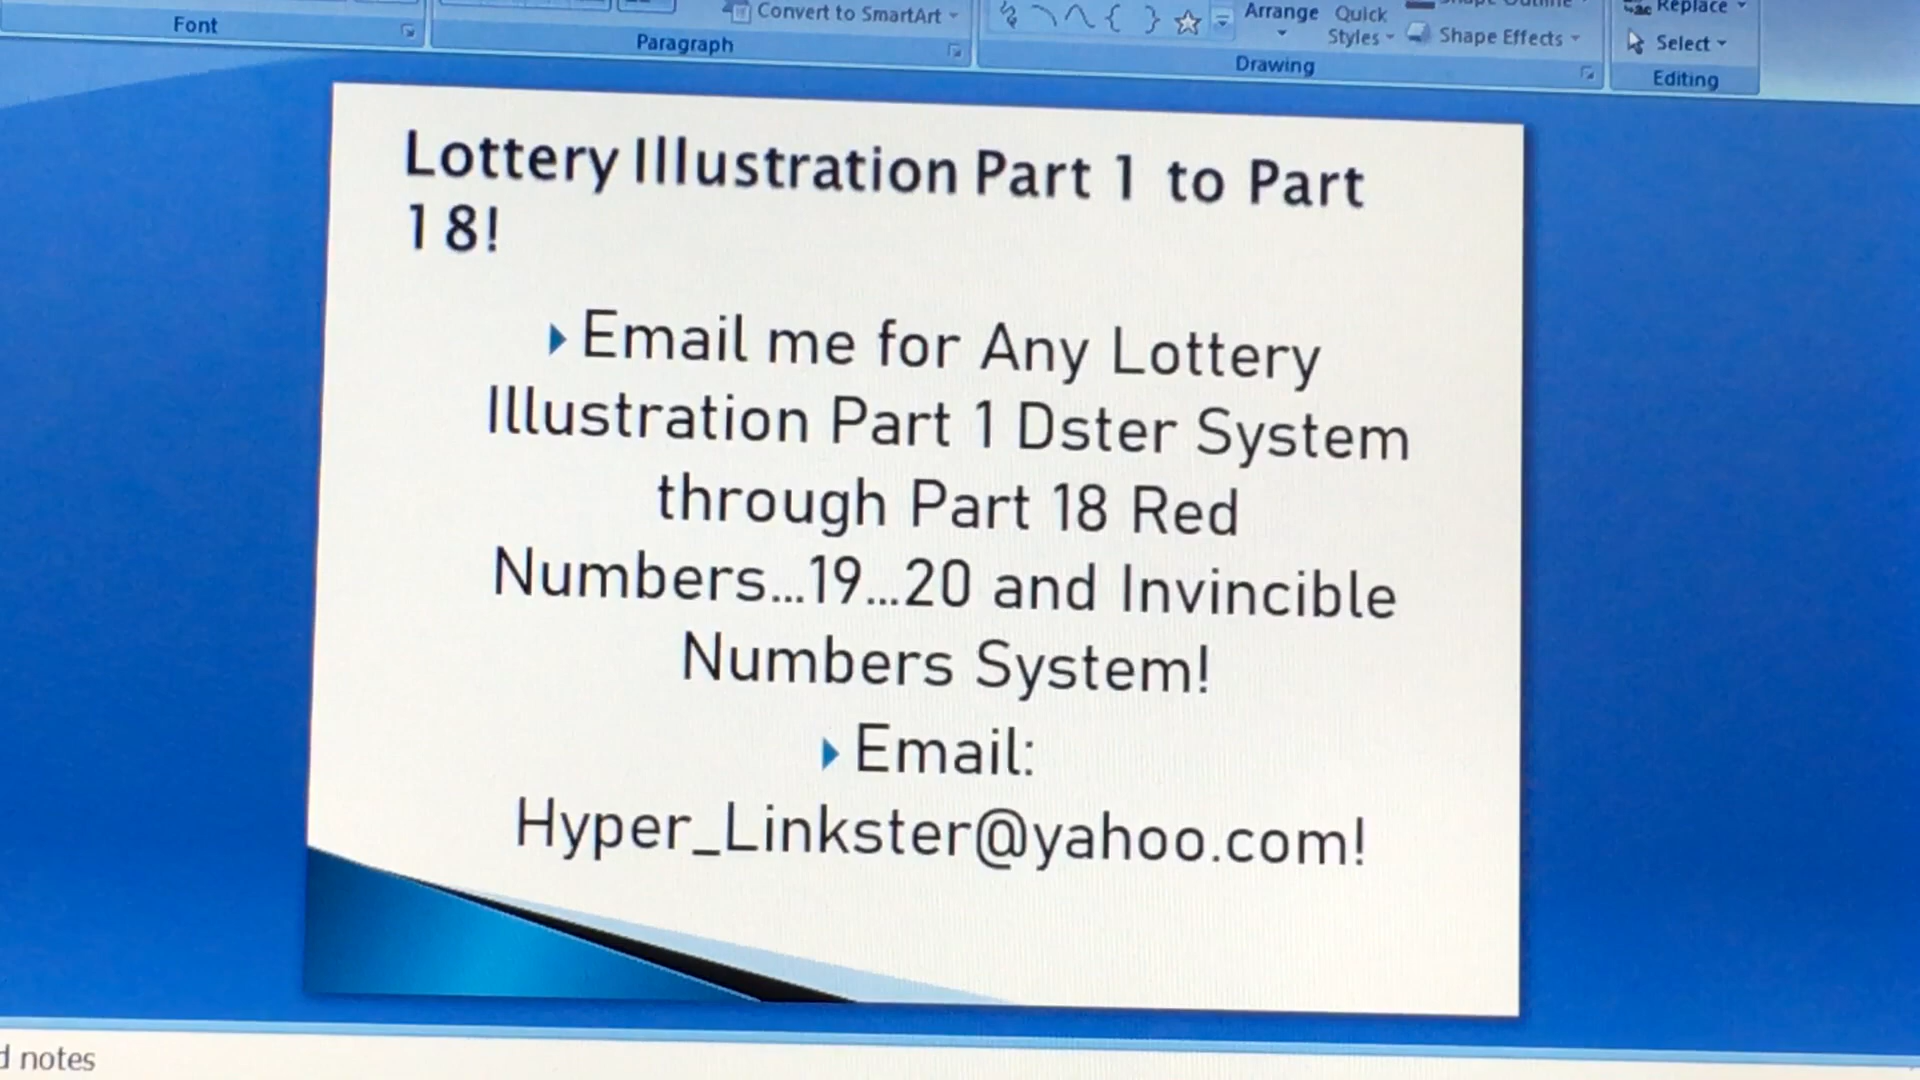 Convert to SmartArt
Arrange
Quick
Styles
Shape Effects
Replace
Select
Font
Paragraph
Drawing
Editing
Lottery Illustration Part 1 to Part
18!
Email me for Any Lottery
Illustration Part 1 Dster System
through Part 18 Red
Numbers...19...20 and Invincible
Numbers System!
Email:
Hyper_Linkster@yahoo.com!
notes